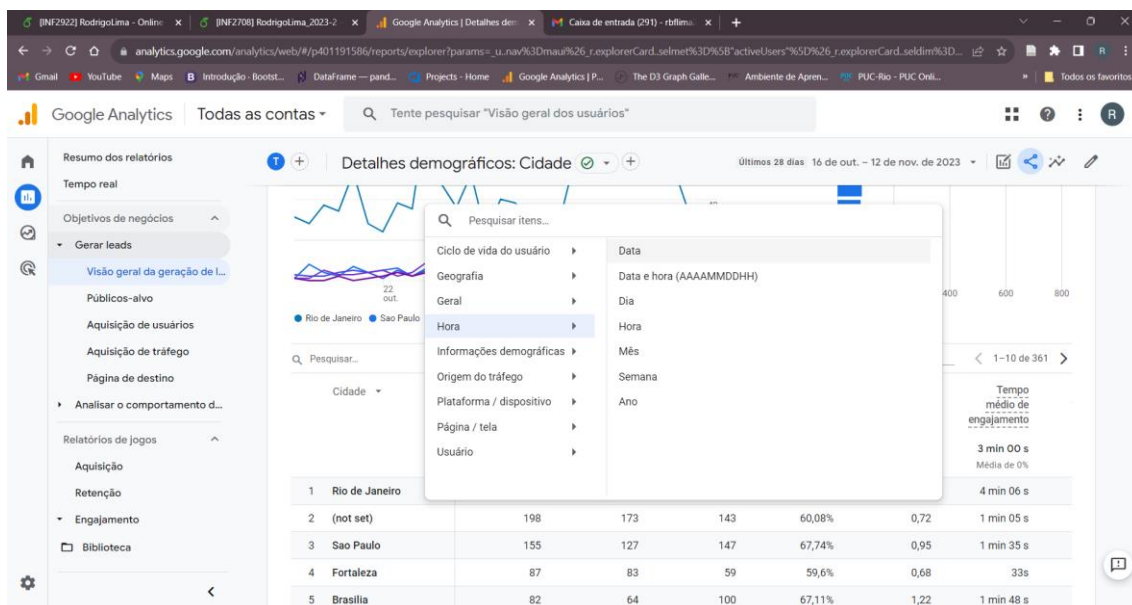 [INF2922] RodrigoLima - Online
[INF2708] RodrigoLima_2023-2
Google Analytics | Detalhes dem
Caixa de entrada (291) - rbflima.
analytics.google.com/analytics/web/#/p401191586/reports/explorer?params=_u..nav%3Dmaui%26_r.explorerCard..selmet%3D%5B"activeUsers"%5D%26_r.explorerCard..seldim%3D...
Gmail
YouTube
Maps
Introdução · Bootst...
DataFrame — pand...
Projects - Home
Google Analytics | P...
The D3 Graph Galle...
Ambiente de Apren...
PUC-Rio - PUC Onli...
»
Todos os favoritos
Google Analytics
Todas as contas
Tente pesquisar "Visão geral dos usuários"
R
Resumo dos relatórios
Tempo real
Objetivos de negócios
Gerar leads
Visão geral da geração de l...
Públicos-alvo
Aquisição de usuários
Aquisição de tráfego
Página de destino
Analisar o comportamento d...
Relatórios de jogos
Aquisição
Retenção
Engajamento
Biblioteca
T
Detalhes demográficos: Cidade
Últimos 28 dias 16 de out. – 12 de nov. de 2023
22
out.
Rio de Janeiro
Sao Paulo
400 600 800
Pesquisar itens...
Ciclo de vida do usuário
Geografia
Geral
Hora
Informações demográficas
Origem do tráfego
Plataforma / dispositivo
Página / tela
Usuário
Data
Data e hora (AAAAMMDDHH)
Dia
Hora
Mês
Semana
Ano
Pesquisar...
1–10 de 361
Cidade
Tempo
médio de
engajamento
3 min 00 s
Média de 0%
1 Rio de Janeiro 4 min 06 s
2 (not set) 198 173 143 60,08% 0,72 1 min 05 s
3 Sao Paulo 155 127 147 67,74% 0,95 1 min 35 s
4 Fortaleza 87 83 59 59,6% 0,68 33s
5 Brasilia 82 64 100 67,11% 1,22 1 min 48 s